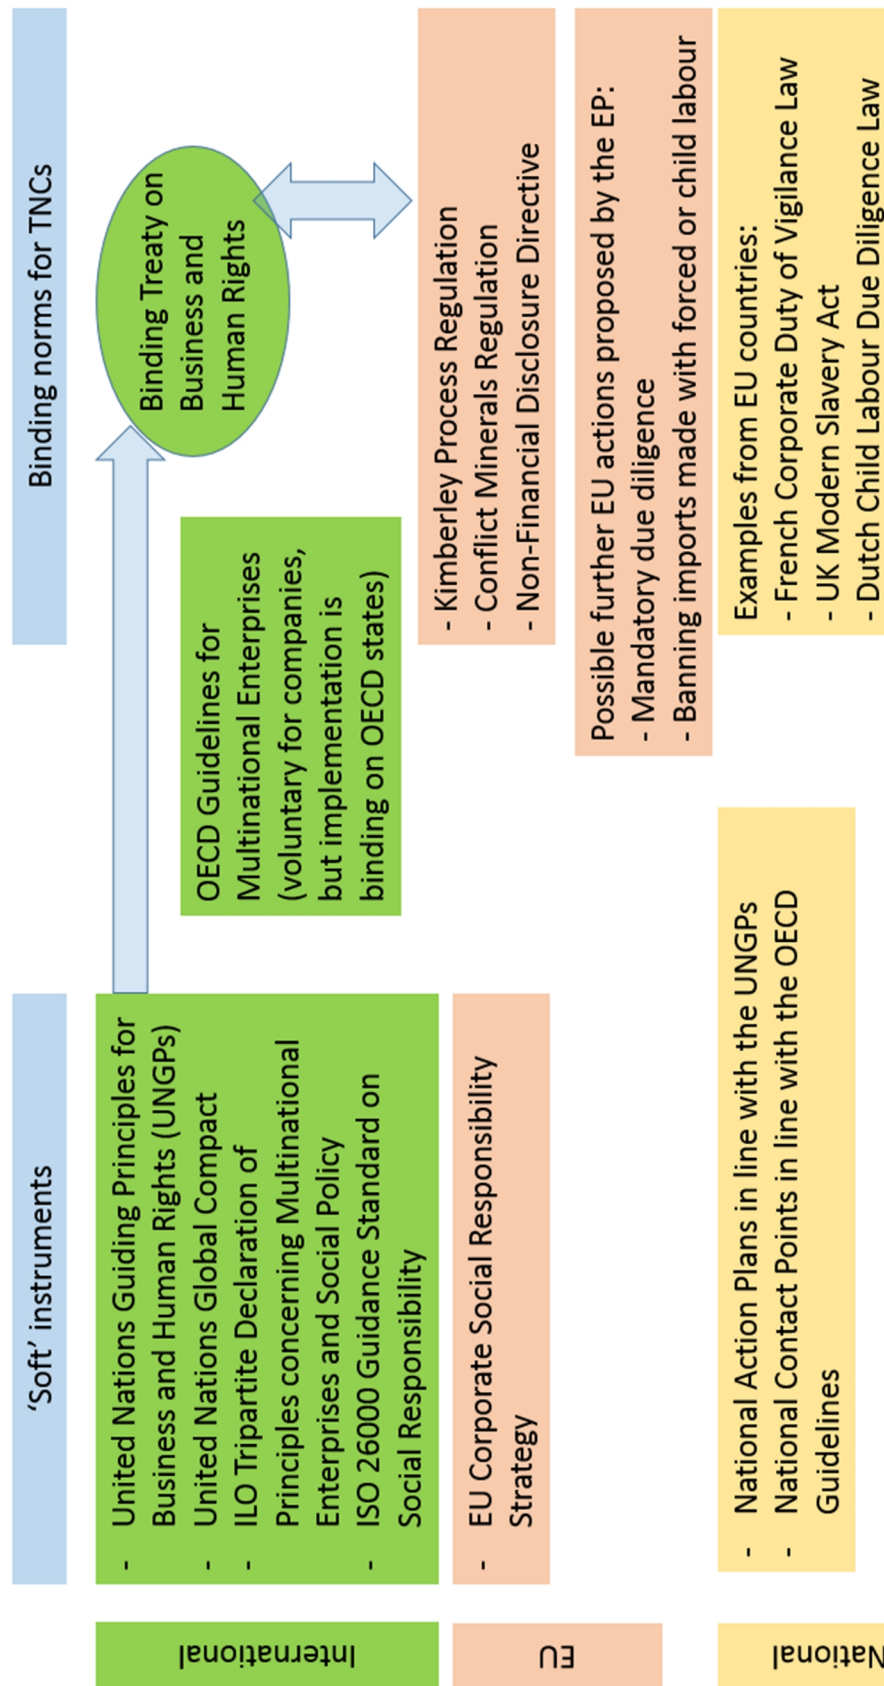 'Soft' instruments
Binding norms for TNCs
International
- United Nations Guiding Principles for
Business and Human Rights (UNGPs)
- United Nations Global Compact
- ILO Tripartite Declaration of
Principles concerning Multinational
Enterprises and Social Policy
- ISO 26000 Guidance Standard on
Social Responsibility
OECD Guidelines for
Multinational Enterprises
(voluntary for companies,
but implementation is
binding on OECD states)
Binding Treaty on
Business and
Human Rights
EU
- EU Corporate Social Responsibility
Strategy
- Kimberley Process Regulation
- Conflict Minerals Regulation
- Non-Financial Disclosure Directive
Possible further EU actions proposed by the EP:
- Mandatory due diligence
- Banning imports made with forced or child labour
National
- National Action Plans in line with the UNGPs
- National Contact Points in line with the OECD
Guidelines
Examples from EU countries:
- French Corporate Duty of Vigilance Law
- UK Modern Slavery Act
- Dutch Child Labour Due Diligence Law